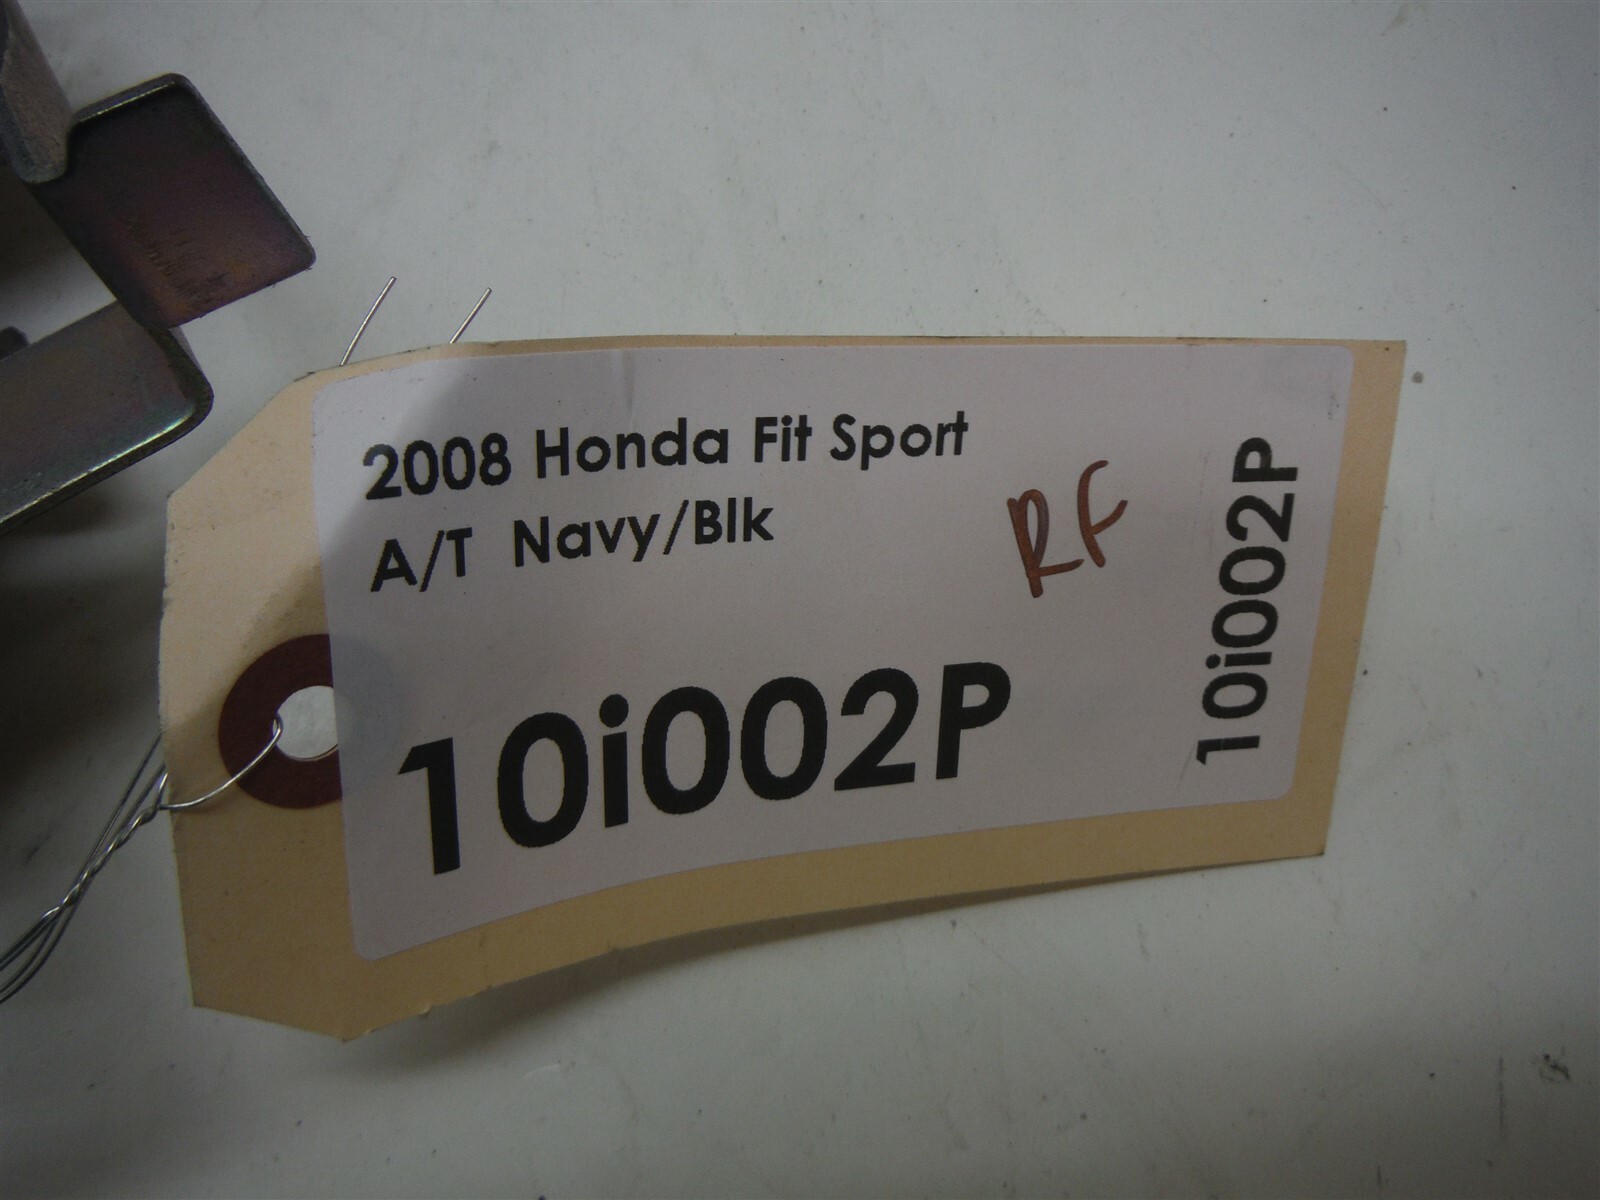 2008 Honda Fit Sport
A/T Navy/Blk
RF
10i002P
10i002P